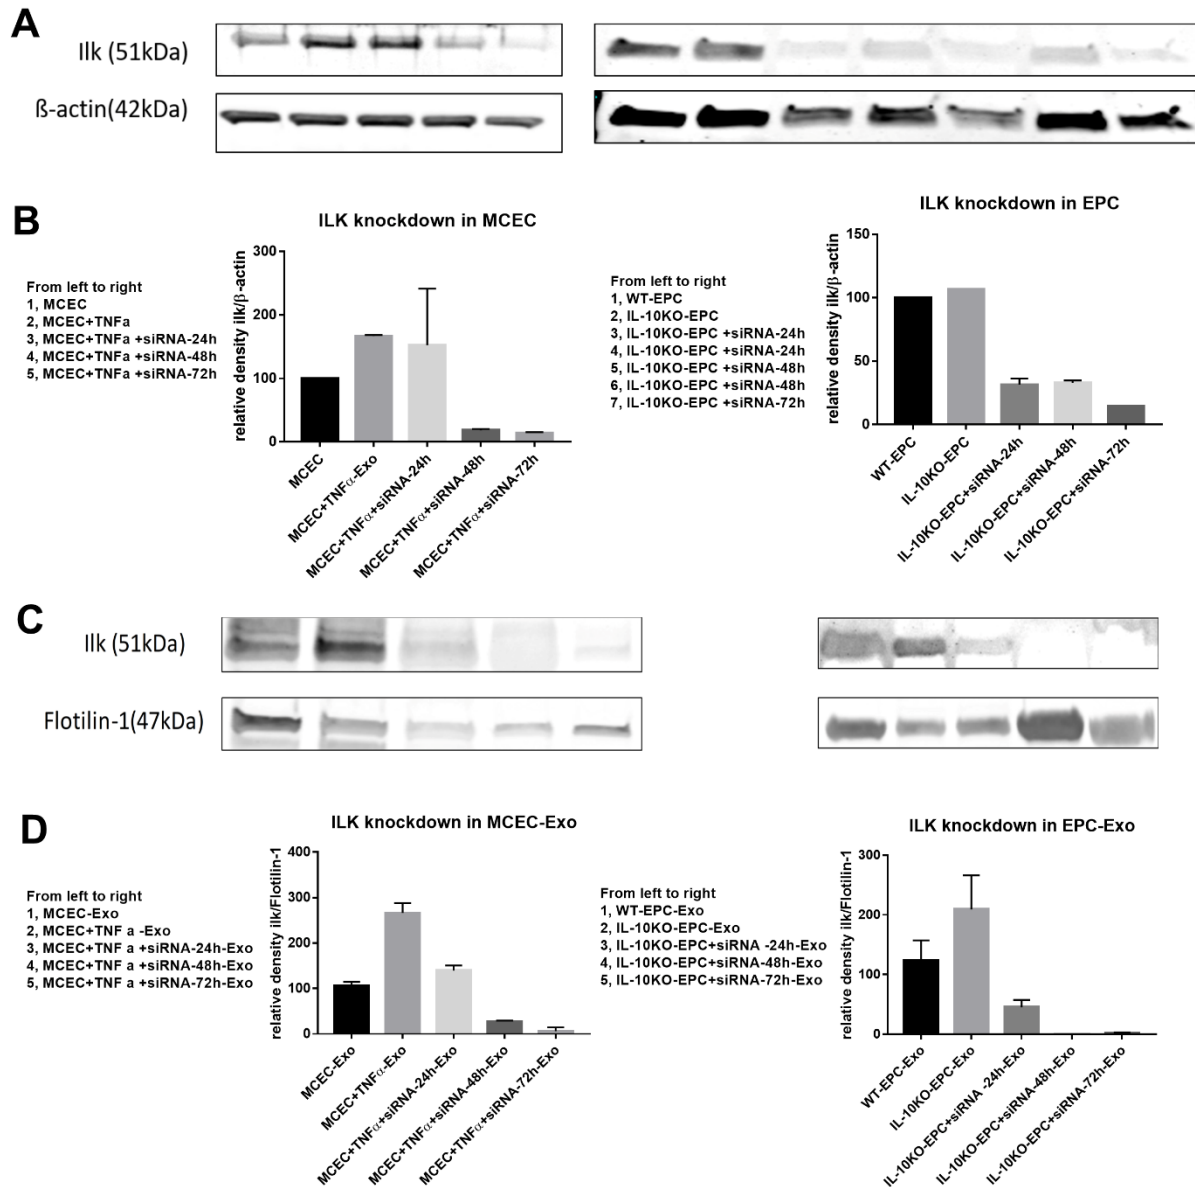 A
Ilk (51kDa)
ß-actin(42kDa)
B
ILK knockdown in MCEC
From left to right
1, MCEC
2, MCEC+TNFa
3, MCEC+TNFa +siRNA-24h
4, MCEC+TNFa +siRNA-48h
5, MCEC+TNFa +siRNA-72h
relative density ilk/β-actin
300
200
100
0
MCEC
MCEC+TNFα-Exo
MCEC+TNFα+siRNA-24h
MCEC+TNFα+siRNA-48h
MCEC+TNFα+siRNA-72h
ILK knockdown in EPC
From left to right
1, WT-EPC
2, IL-10KO-EPC
3, IL-10KO-EPC +siRNA-24h
4, IL-10KO-EPC +siRNA-24h
5, IL-10KO-EPC +siRNA-48h
6, IL-10KO-EPC +siRNA-48h
7, IL-10KO-EPC +siRNA-72h
relative density ilk/β-actin
150
100
50
0
WT-EPC
IL-10KO-EPC
IL-10KO-EPC+siRNA-24h
IL-10KO-EPC+siRNA-48h
IL-10KO-EPC+siRNA-72h
C
Ilk (51kDa)
Flotilin-1(47kDa)
D
ILK knockdown in MCEC-Exo
From left to right
1, MCEC-Exo
2, MCEC+TNF a -Exo
3, MCEC+TNF a +siRNA-24h-Exo
4, MCEC+TNF a +siRNA-48h-Exo
5, MCEC+TNF a +siRNA-72h-Exo
relative density ilk/Flotilin-1
400
300
200
100
0
MCEC-Exo
MCEC+TNFα-Exo
MCEC+TNFα+siRNA-24h-Exo
MCEC+TNFα+siRNA-48h-Exo
MCEC+TNFα+siRNA-72h-Exo
ILK knockdown in EPC-Exo
From left to right
1, WT-EPC-Exo
2, IL-10KO-EPC-Exo
3, IL-10KO-EPC+siRNA -24h-Exo
4, IL-10KO-EPC+siRNA-48h-Exo
5, IL-10KO-EPC+siRNA-72h-Exo
relative density ilk/Flotilin-1
300
200
100
0
WT-EPC-Exo
IL-10KO-EPC-Exo
IL-10KO-EPC+siRNA -24h-Exo
IL-10KO-EPC+siRNA-48h-Exo
IL-10KO-EPC+siRNA-72h-Exo